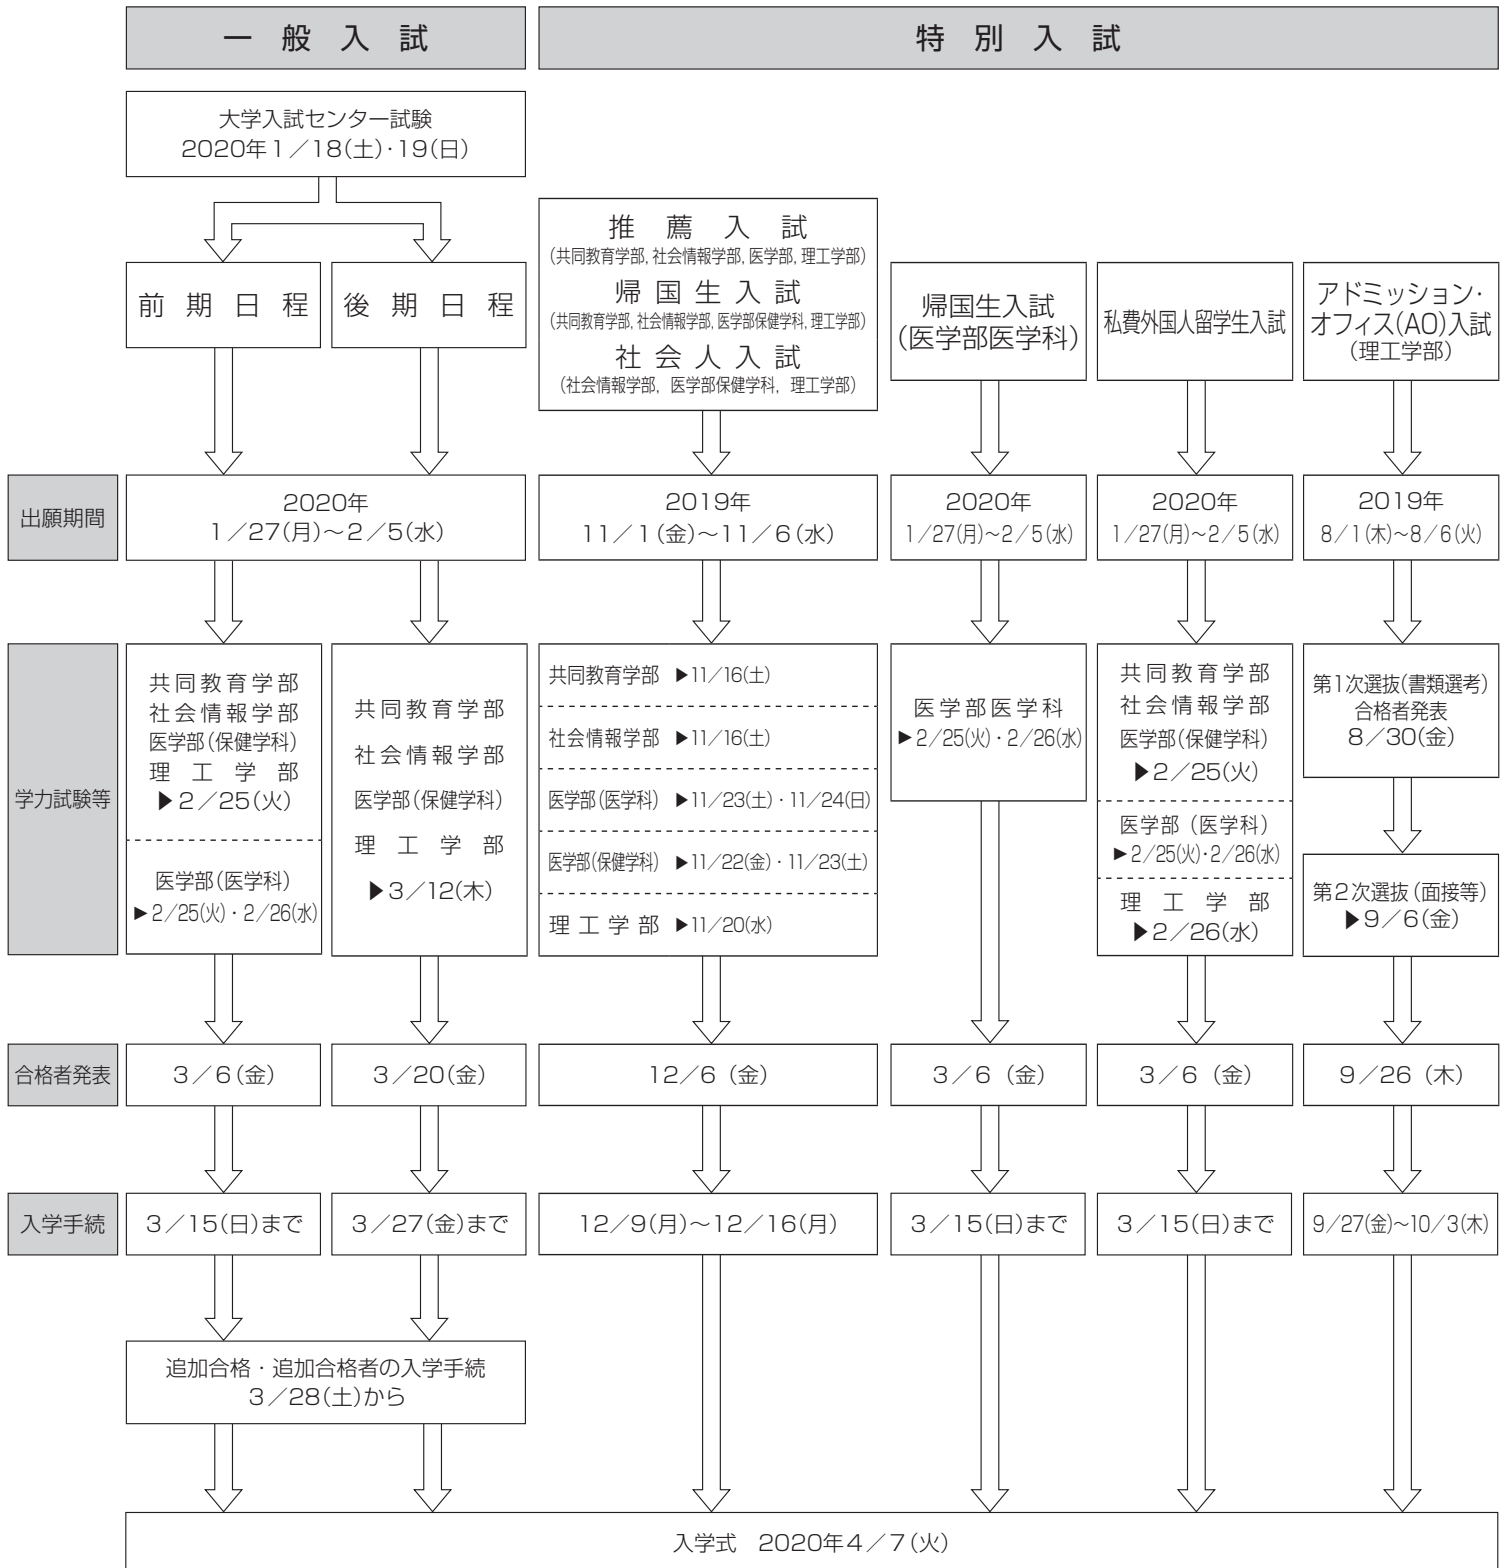 一般入試
特別入試
大学入試センター試験
2020年1／18(土)・19(日)
前期日程
後期日程
推薦入試
(共同教育学部, 社会情報学部, 医学部, 理工学部)
帰国生入試
(共同教育学部, 社会情報学部, 医学部保健学科, 理工学部)
社会人入試
(社会情報学部, 医学部保健学科, 理工学部)
帰国生入試
(医学部医学科)
私費外国人留学生入試
アドミッション・
オフィス(AO)入試
(理工学部)
出願期間
2020年
1／27(月)〜2／5(水)
2019年
11／1(金)〜11／6(水)
2020年
1／27(月)〜2／5(水)
2020年
1／27(月)〜2／5(水)
2019年
8／1(木)〜8／6(火)
学力試験等
共同教育学部
社会情報学部
医学部(保健学科)
理工学部
▶2／25(火)
医学部(医学科)
▶2／25(火)・2／26(水)
共同教育学部
社会情報学部
医学部(保健学科)
理工学部
▶3／12(木)
共同教育学部 ▶11／16(土)
社会情報学部 ▶11／16(土)
医学部(医学科) ▶11／23(土)・11／24(日)
医学部(保健学科) ▶11／22(金)・11／23(土)
理工学部 ▶11／20(水)
医学部医学科
▶2／25(火)・2／26(水)
共同教育学部
社会情報学部
医学部(保健学科)
▶2／25(火)
医学部(医学科)
▶2／25(火)・2／26(水)
理工学部
▶2／26(水)
第1次選抜(書類選考)
合格者発表
8／30(金)
第2次選抜(面接等)
▶9／6(金)
合格者発表
3／6(金)
3／20(金)
12／6(金)
3／6(金)
3／6(金)
9／26(木)
入学手続
3／15(日)まで
3／27(金)まで
12／9(月)〜12／16(月)
3／15(日)まで
3／15(日)まで
9／27(金)〜10／3(木)
追加合格・追加合格者の入学手続
3／28(土)から
入学式 2020年4／7(火)